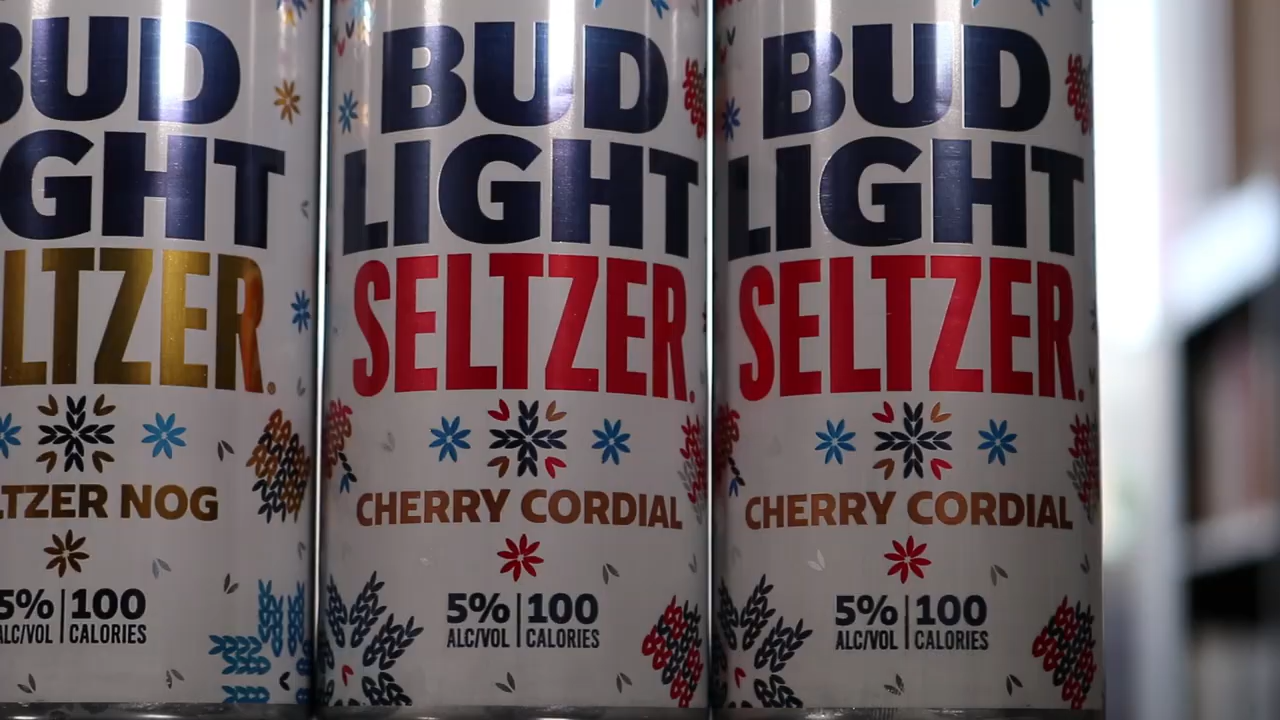 BUD
GHT
LTZER.
LTZER NOG
5% | 100
ALC/VOL CALORIES
BUD
LIGHT
SELTZER.
CHERRY CORDIAL
5% | 100
ALC/VOL CALORIES
BUD
LIGHT
SELTZER.
CHERRY CORDIAL
5% | 100
ALC/VOL CALORIES